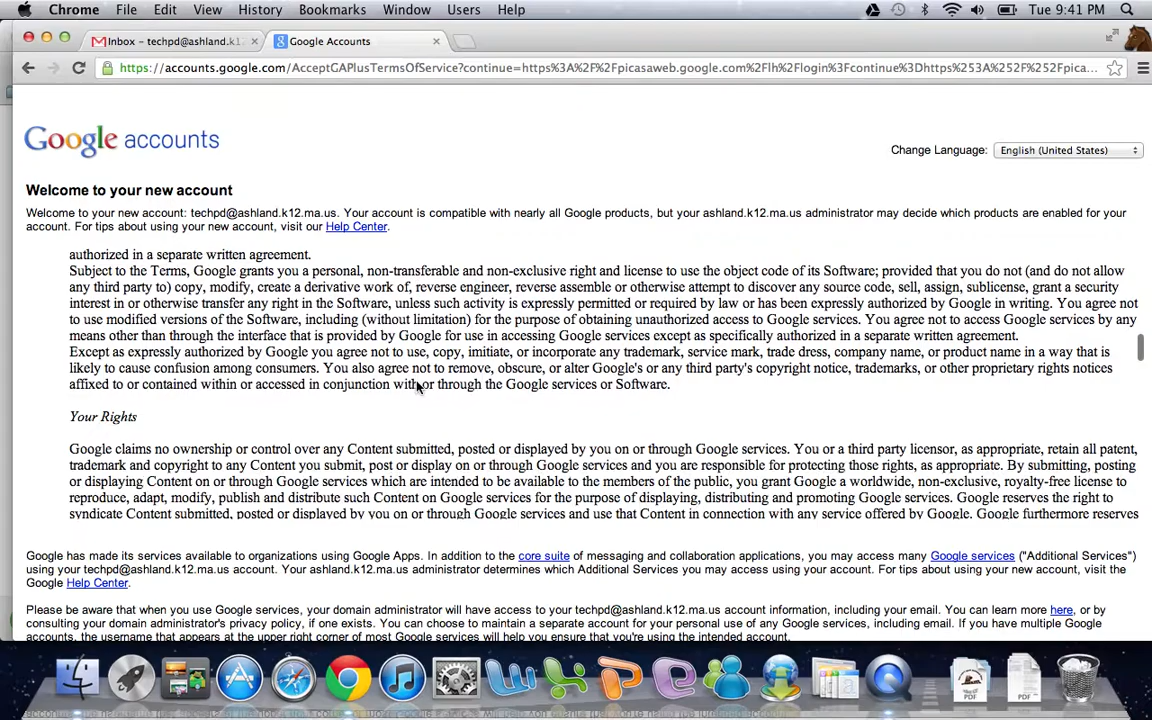 Chrome File Edit View History Bookmarks Window Users Help Tue 9:41 PM
Inbox - techpd@ashland.k12. Google Accounts
https://accounts.google.com/AcceptGAPlusTermsOfService?continue=https%3A%2F%2Fpicasaweb.google.com%2Flh%2Flogin%3Fcontinue%3Dhttps%253A%252F%252Fpica...
Google accounts
Change Language: English (United States)
Welcome to your new account
Welcome to your new account: techpd@ashland.k12.ma.us. Your account is compatible with nearly all Google products, but your ashland.k12.ma.us administrator may decide which products are enabled for your
account. For tips about using your new account, visit our Help Center.
authorized in a separate written agreement.
Subject to the Terms, Google grants you a personal, non-transferable and non-exclusive right and license to use the object code of its Software; provided that you do not (and do not allow
any third party to) copy, modify, create a derivative work of, reverse engineer, reverse assemble or otherwise attempt to discover any source code, sell, assign, sublicense, grant a security
interest in or otherwise transfer any right in the Software, unless such activity is expressly permitted or required by law or has been expressly authorized by Google in writing. You agree not
to use modified versions of the Software, including (without limitation) for the purpose of obtaining unauthorized access to Google services. You agree not to access Google services by any
means other than through the interface that is provided by Google for use in accessing Google services except as specifically authorized in a separate written agreement.
Except as expressly authorized by Google you agree not to use, copy, imitate, or incorporate any trademark, service mark, trade dress, company name, or product name in a way that is
likely to cause confusion among consumers. You also agree not to remove, obscure, or alter Google's or any third party's copyright notice, trademarks, or other proprietary rights notices
affixed to or contained within or accessed in conjunction with or through the Google services or Software.
Your Rights
Google claims no ownership or control over any Content submitted, posted or displayed by you on or through Google services. You or a third party licensor, as appropriate, retain all patent,
trademark and copyright to any Content you submit, post or display on or through Google services and you are responsible for protecting those rights, as appropriate. By submitting, posting
or displaying Content on or through Google services which are intended to be available to the members of the public, you grant Google a worldwide, non-exclusive, royalty-free license to
reproduce, adapt, modify, publish and distribute such Content on Google services for the purpose of displaying, distributing and promoting Google services. Google reserves the right to
syndicate Content submitted, posted or displayed by you on or through Google services and use that Content in connection with any service offered by Google. Google furthermore reserves
Google has made its services available to organizations using Google Apps. In addition to the core suite of messaging and collaboration applications, you may access many Google services ("Additional Services")
using your techpd@ashland.k12.ma.us account. Your ashland.k12.ma.us administrator determines which Additional Services you may access using your account. For tips about using your new account, visit the
Google Help Center.
Please be aware that when you use Google services, your domain administrator will have access to your techpd@ashland.k12.ma.us account information, including your email. You can learn more here, or by
consulting your domain administrator's privacy policy, if one exists. You can choose to maintain a separate account for your personal use of any Google services, including email. If you have multiple Google
accounts, the username that appears at the upper right corner of most Google services will help you ensure that you're using the intended account.
PDF PDF